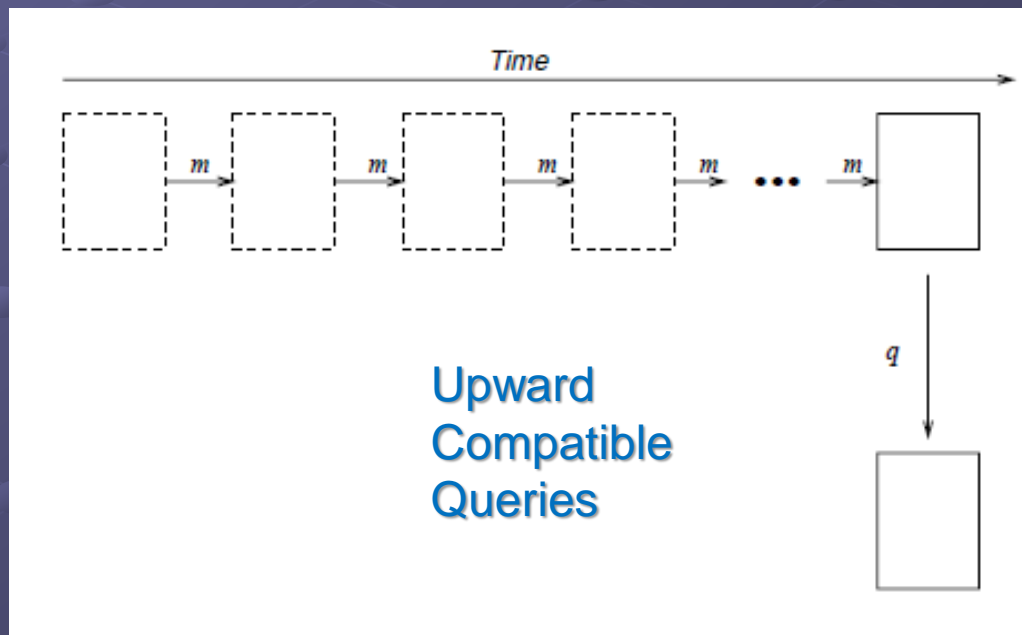 Time
m m m m ••• m
q
Upward
Compatible
Queries